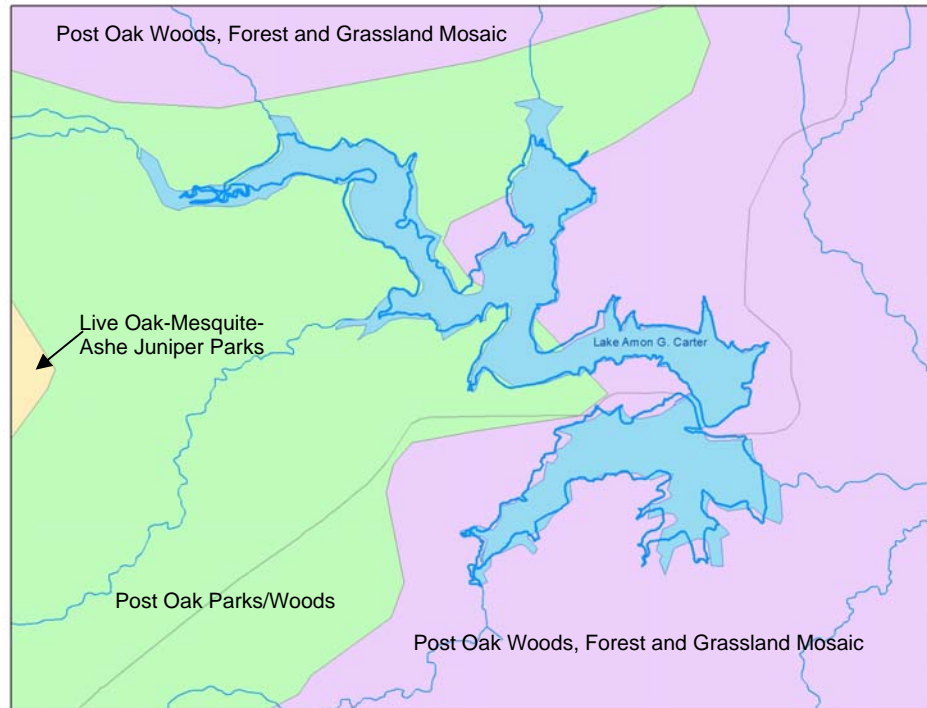 Post Oak Woods, Forest and Grassland Mosaic
Live Oak-Mesquite-
Ashe Juniper Parks
Lake Amon G. Carter
Post Oak Parks/Woods
Post Oak Woods, Forest and Grassland Mosaic